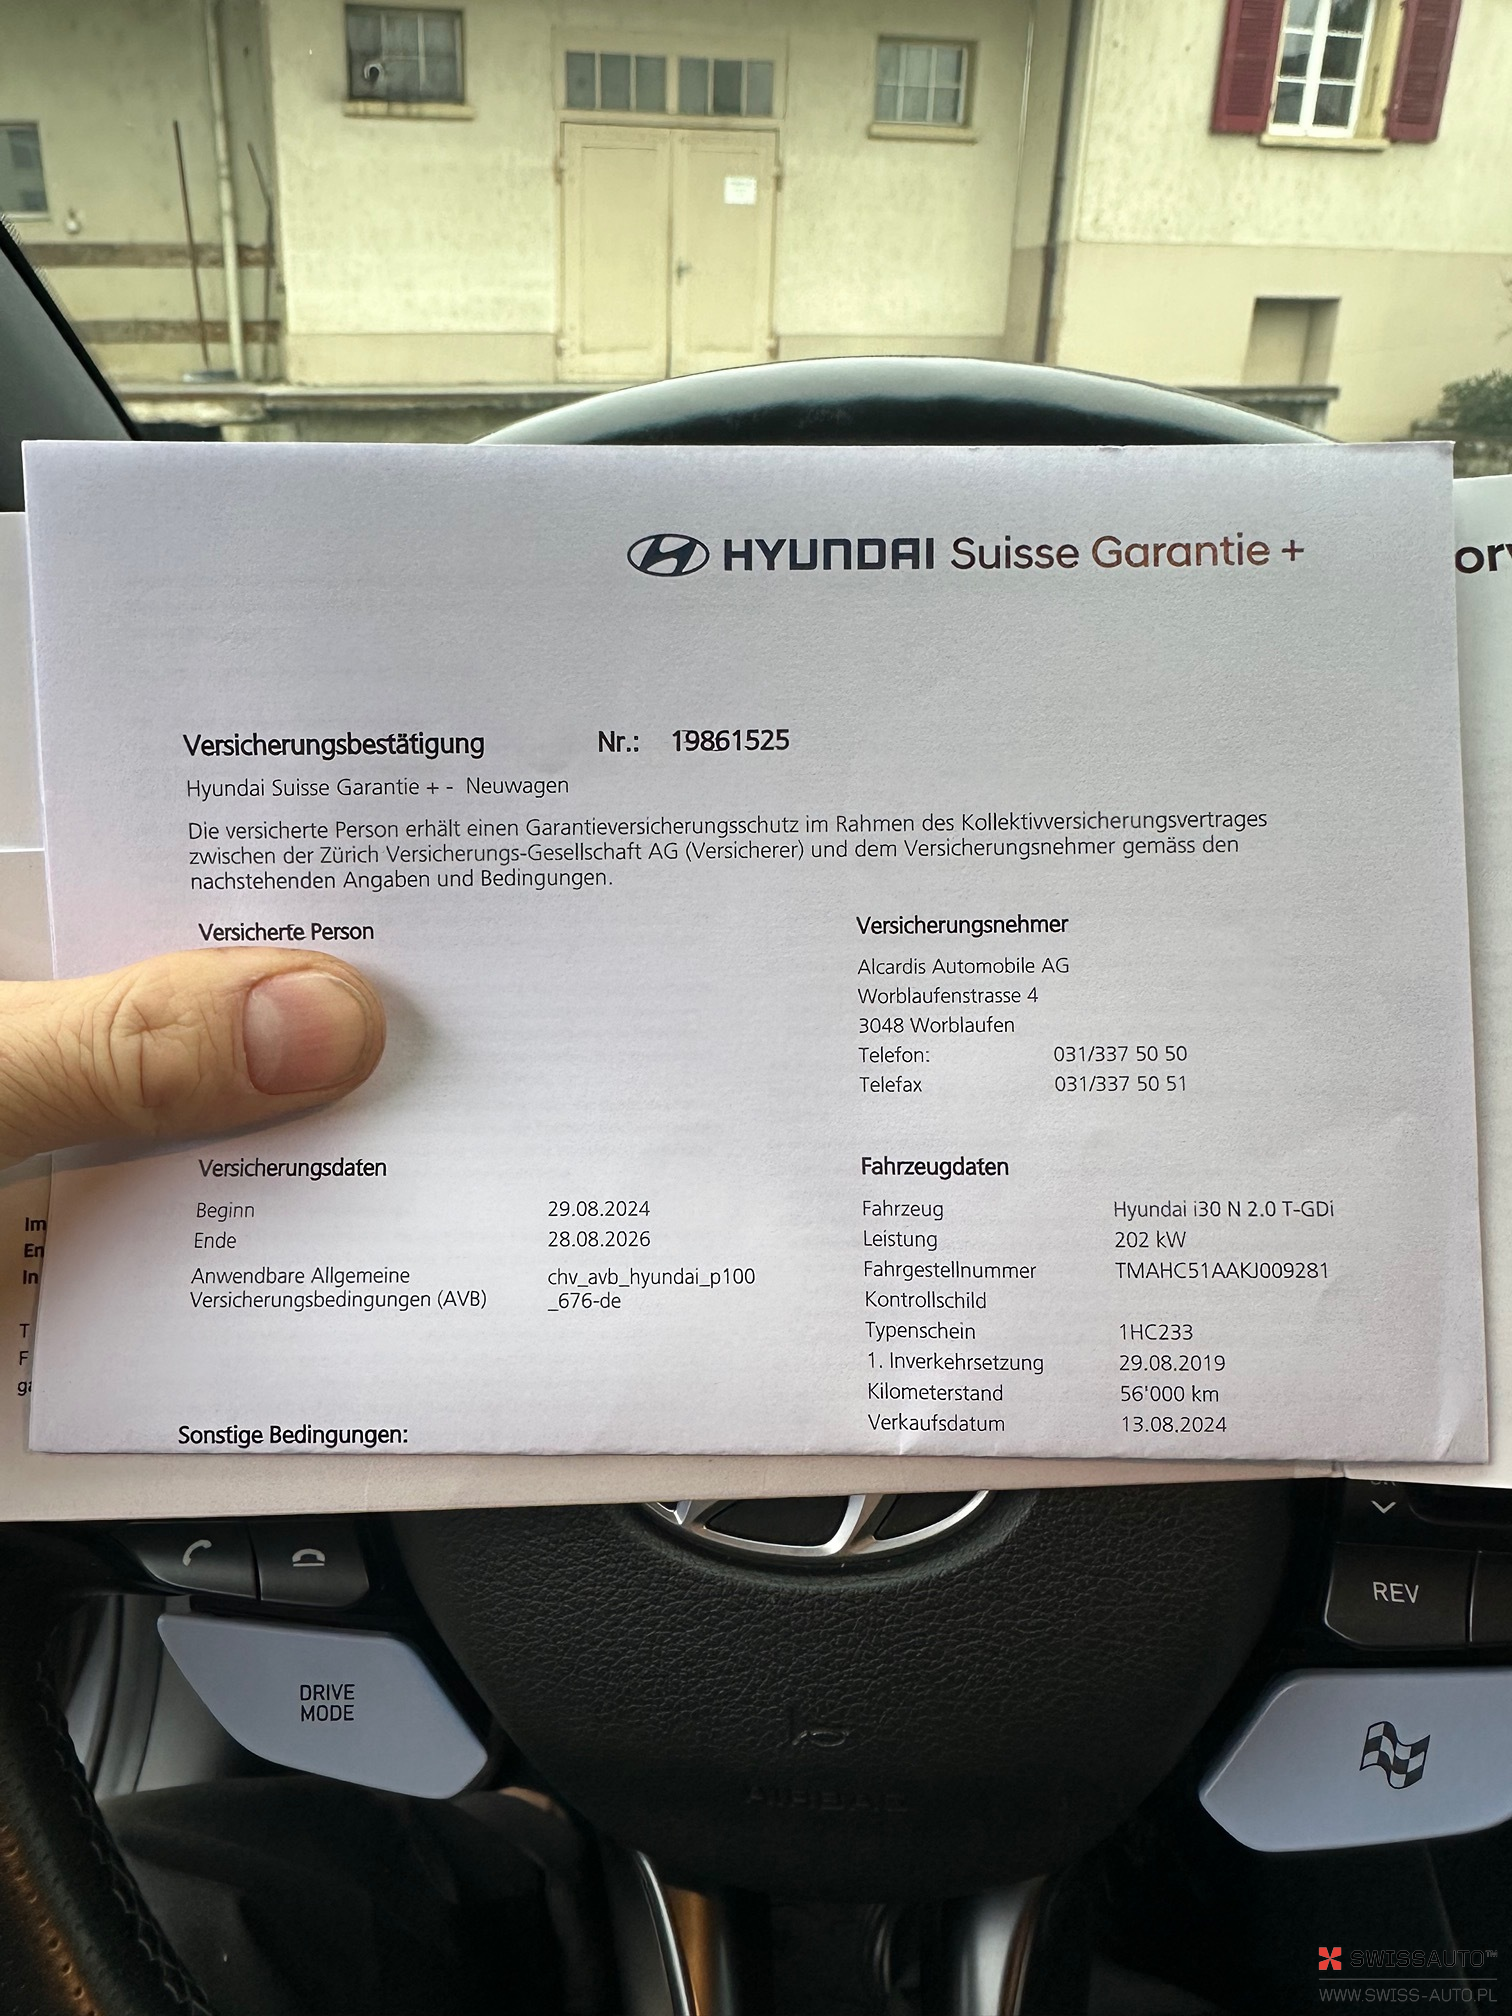 HYUNDAI Suisse Garantie +
Versicherungsbestätigung Nr.: 19861525
Hyundai Suisse Garantie + - Neuwagen
Die versicherte Person erhält einen Garantieversicherungsschutz im Rahmen des Kollektivversicherungsvertrages
zwischen der Zürich Versicherungs-Gesellschaft AG (Versicherer) und dem Versicherungsnehmer gemäss den
nachstehenden Angaben und Bedingungen.
Versicherte Person
Versicherungsnehmer
Alcardis Automobile AG
Worblaufenstrasse 4
3048 Worblaufen
Telefon: 031/337 50 50
Telefax 031/337 50 51
Versicherungsdaten
Beginn 29.08.2024
Ende 28.08.2026
Anwendbare Allgemeine chv_avb_hyundai_p100
Versicherungsbedingungen (AVB) _676-de
Fahrzeugdaten
Fahrzeug Hyundai i30 N 2.0 T-GDi
Leistung 202 kW
Fahrgestellnummer TMAHC51AAKJ009281
Kontrollschild
Typenschein 1HC233
1. Inverkehrsetzung 29.08.2019
Kilometerstand 56'000 km
Verkaufsdatum 13.08.2024
Sonstige Bedingungen:
REV
DRIVE
MODE
AIRBAG
SWISSAUTO™
WWW.SWISS-AUTO.PL